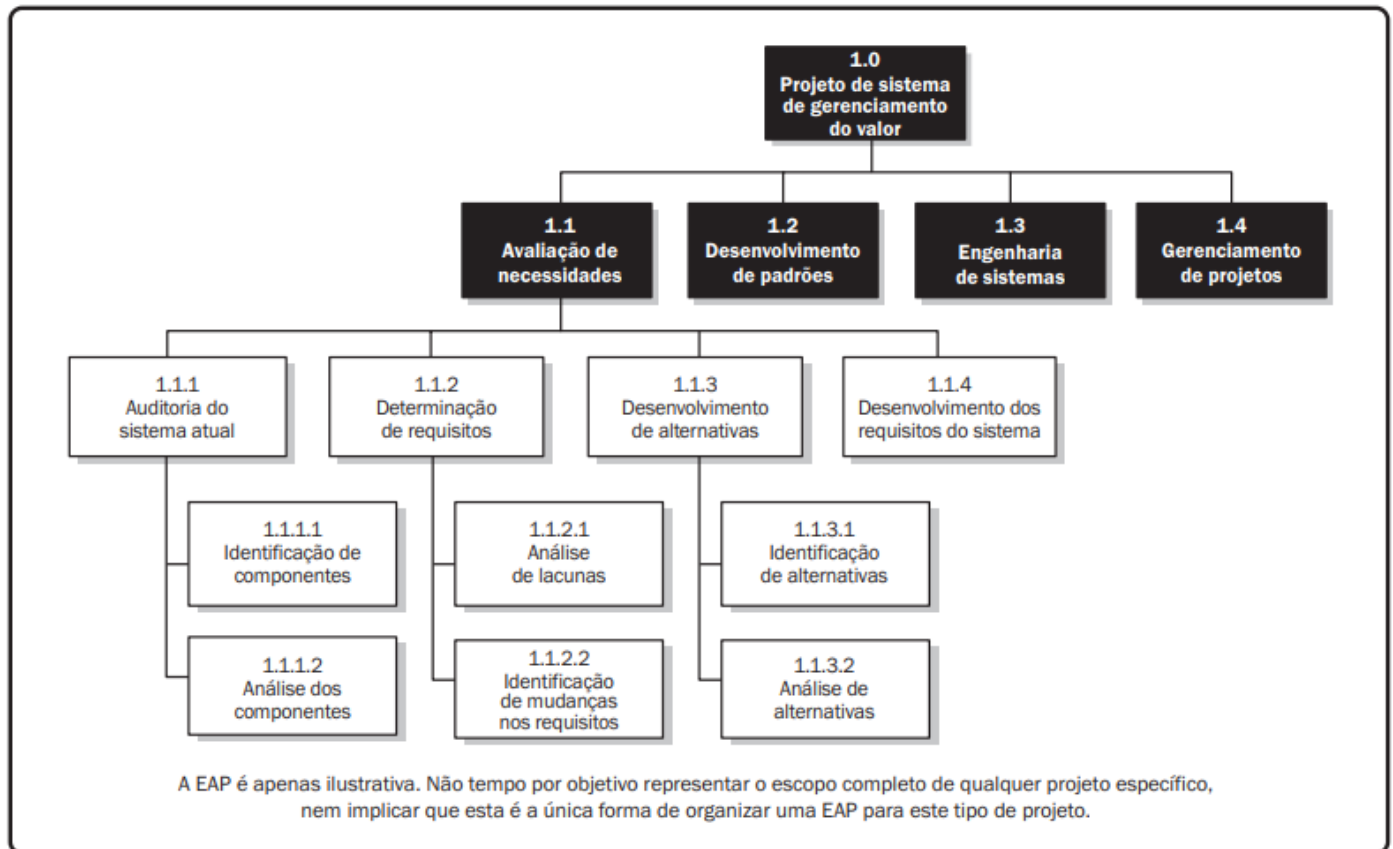 1.0
Projeto de sistema
de gerenciamento
do valor
1.1
Avaliação de
necessidades
1.2
Desenvolvimento
de padrões
1.3
Engenharia
de sistemas
1.4
Gerenciamento
de projetos
1.1.1
Auditoria do
sistema atual
1.1.2
Determinação
de requisitos
1.1.3
Desenvolvimento
de alternativas
1.1.4
Desenvolvimento dos
requisitos do sistema
1.1.1.1
Identificação de
componentes
1.1.2.1
Análise
de lacunas
1.1.3.1
Identificação
de alternativas
1.1.1.2
Análise dos
componentes
1.1.2.2
Identificação
de mudanças
nos requisitos
1.1.3.2
Análise de
alternativas
A EAP é apenas ilustrativa. Não tempo por objetivo representar o escopo completo de qualquer projeto específico,
nem implicar que esta é a única forma de organizar uma EAP para este tipo de projeto.